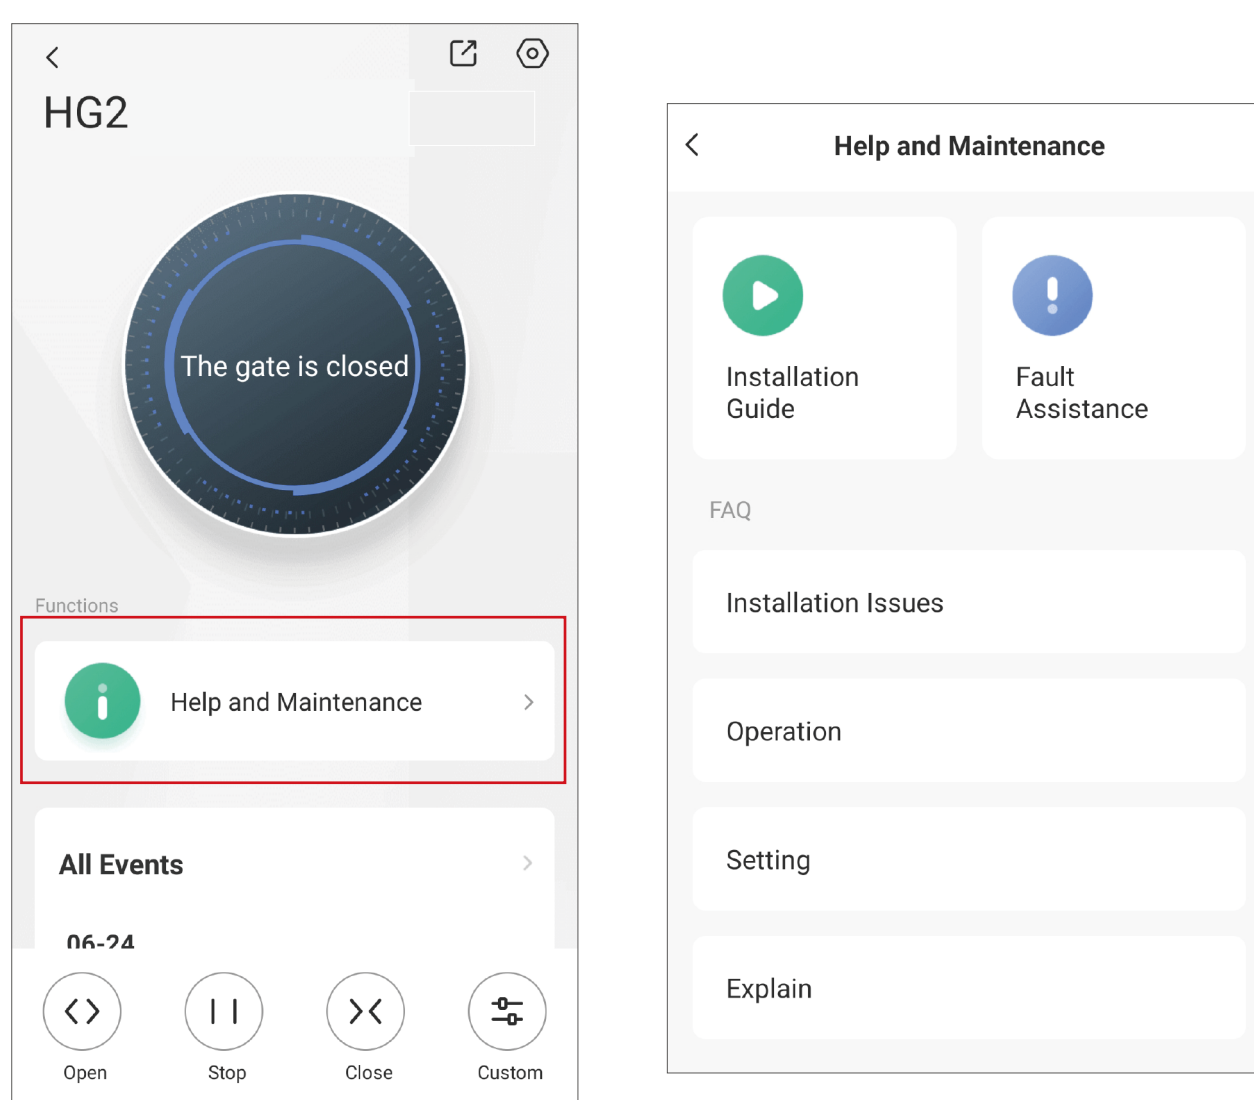 HG2
The gate is closed
Functions
Help and Maintenance
All Events
06-24
Open
Stop
Close
Custom
Help and Maintenance
Installation
Guide
Fault
Assistance
FAQ
Installation Issues
Operation
Setting
Explain